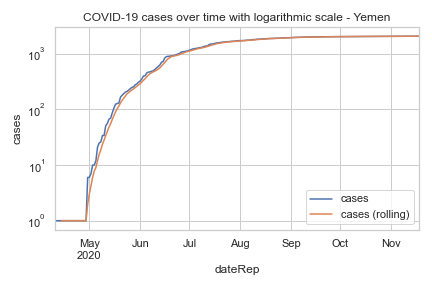 COVID-19 cases over time with logarithmic scale - Yemen
10³
10²
10¹
10⁰
cases
cases
cases (rolling)
May Jun Jul Aug Sep Oct Nov
2020
dateRep